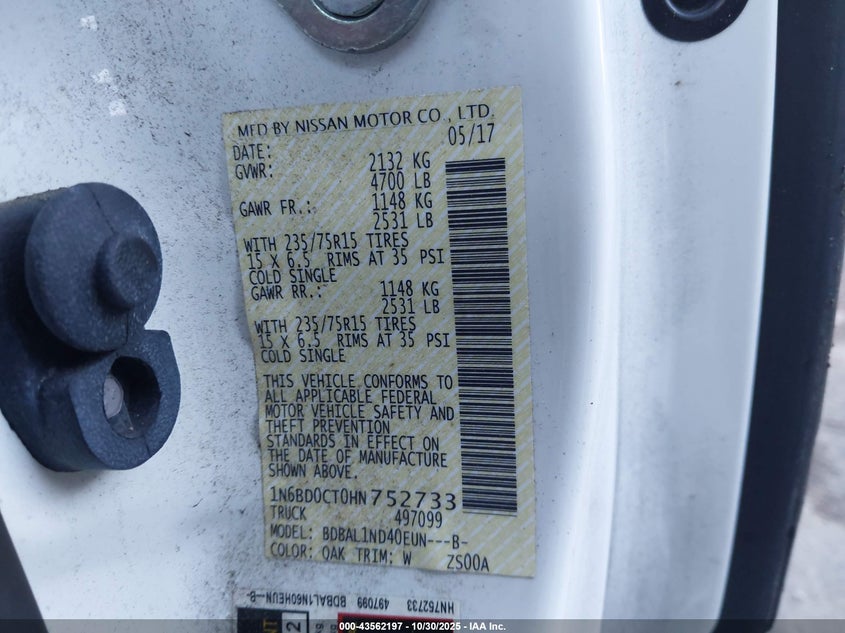 MFD BY NISSAN MOTOR CO., LTD.
DATE: 05/17
GVWR: 2132 KG
4700 LB
GAWR FR.: 1148 KG
2531 LB
WITH 235/75R15 TIRES
15 X 6.5 RIMS AT 35 PSI
COLD SINGLE
GAWR RR.: 1148 KG
2531 LB
WITH 235/75R15 TIRES
15 X 6.5 RIMS AT 35 PSI
COLD SINGLE
THIS VEHICLE CONFORMS TO
ALL APPLICABLE FEDERAL
MOTOR VEHICLE SAFETY AND
THEFT PREVENTION
STANDARDS IN EFFECT ON
THE DATE OF MANUFACTURE
SHOWN ABOVE.
1N6BD0CT0HN752733
TRUCK 497099
MODEL: BDBAL1ND40EUN---B-
COLOR: QAK TRIM: W ZS00A
HN752733 497099 BDBAL1N60HEUN--B-
2
000-43562197 - 10/30/2025 - IAA Inc.